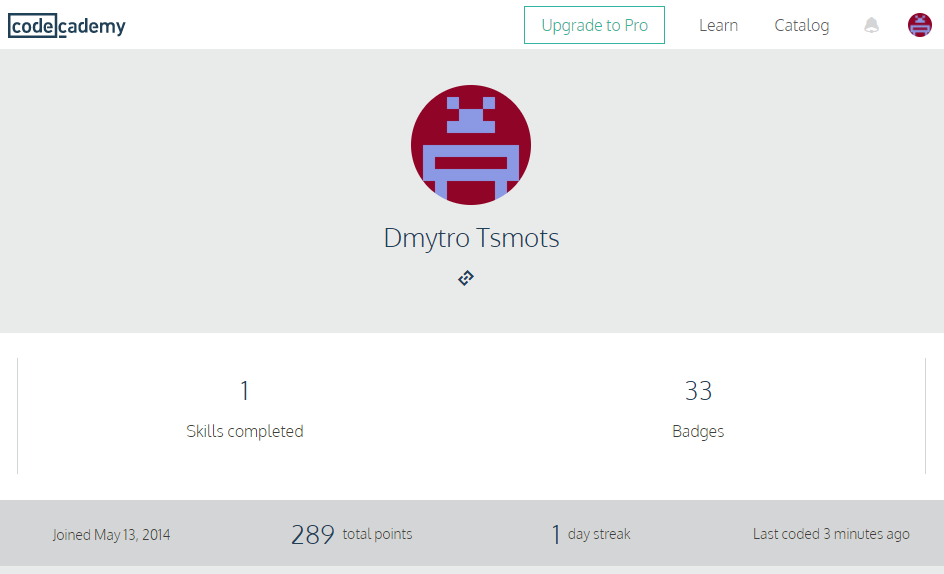 codecademy
Upgrade to Pro Learn Catalog
Dmytro Tsmots
1 33
Skills completed Badges
Joined May 13, 2014 289 total points 1 day streak Last coded 3 minutes ago